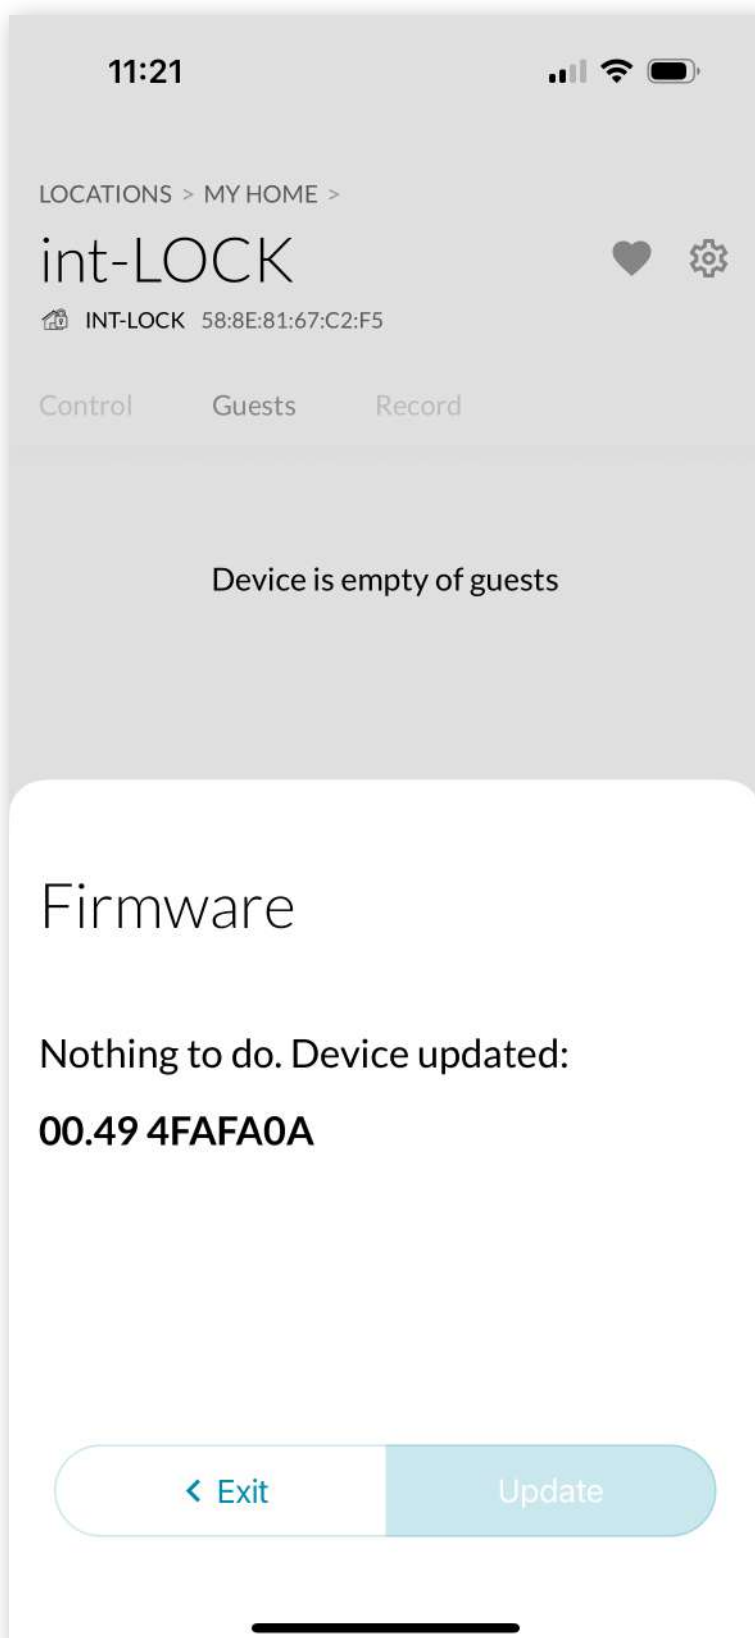 11:21
LOCATIONS > MY HOME >
int-LOCK
INT-LOCK 58:8E:81:67:C2:F5
Control Guests Record
Device is empty of guests
Firmware
Nothing to do. Device updated:
00.49 4FAFA0A
< Exit Update